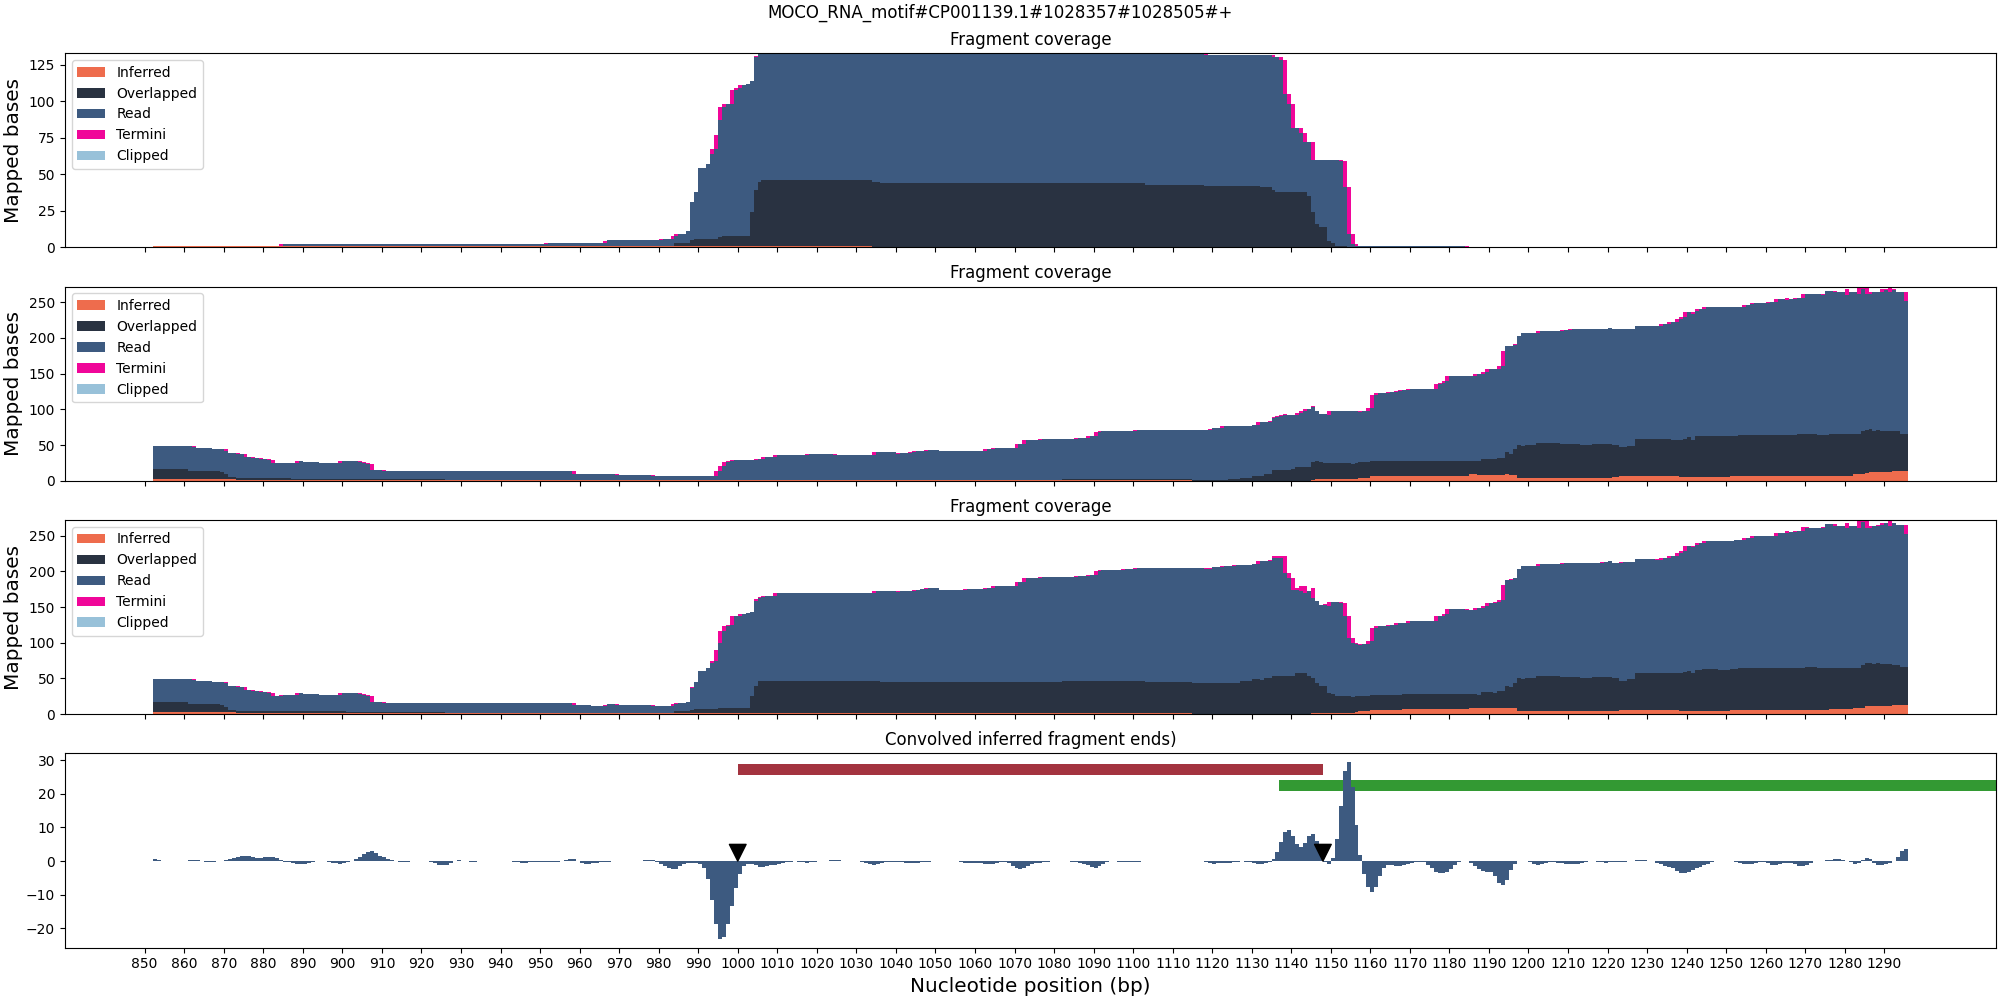 MOCO_RNA_motif#CP001139.1#1028357#1028505#+
Fragment coverage
Mapped bases
125
100
75
50
25
0
Inferred
Overlapped
Read
Termini
Clipped
Fragment coverage
Mapped bases
250
200
150
100
50
0
Inferred
Overlapped
Read
Termini
Clipped
Fragment coverage
Mapped bases
250
200
150
100
50
0
Inferred
Overlapped
Read
Termini
Clipped
Convolved inferred fragment ends)
30
20
10
0
−10
−20
850 860 870 880 890 900 910 920 930 940 950 960 970 980 990 1000 1010 1020 1030 1040 1050 1060 1070 1080 1090 1100 1110 1120 1130 1140 1150 1160 1170 1180 1190 1200 1210 1220 1230 1240 1250 1260 1270 1280 1290
Nucleotide position (bp)